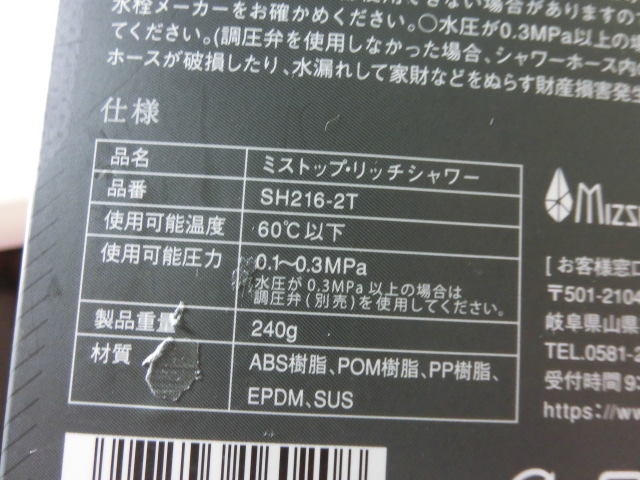 水栓メーカーをお確かめください。○水圧が0.3MPa以上の
てください。(調圧弁を使用しなかった場合、シャワーホース内
ホースが破損したり、水漏れして家財などをぬらす財産損害発生
仕様
品名 ミストップ・リッチシャワー
品番 SH216-2T
使用可能温度 60℃以下
使用可能圧力 0.1〜0.3MPa
水圧が0.3MPa以上の場合は
調圧弁(別売)を使用してください。
製品重量 240g
材質 ABS樹脂、POM樹脂、PP樹脂、
EPDM、SUS
MIZS
[お客様窓口
〒501-210
岐阜県山県
TEL.0581-2
受付時間9
https://w